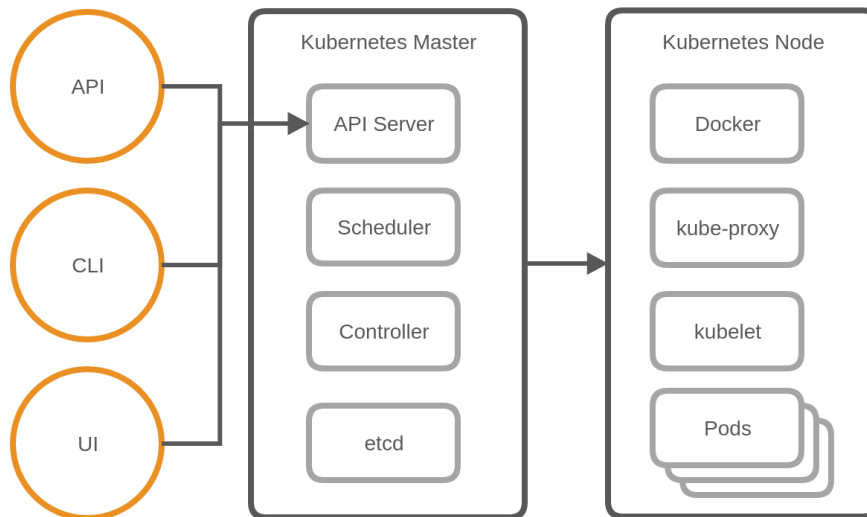 API
CLI
UI
Kubernetes Master
API Server
Scheduler
Controller
etcd
Kubernetes Node
Docker
kube-proxy
kubelet
Pods